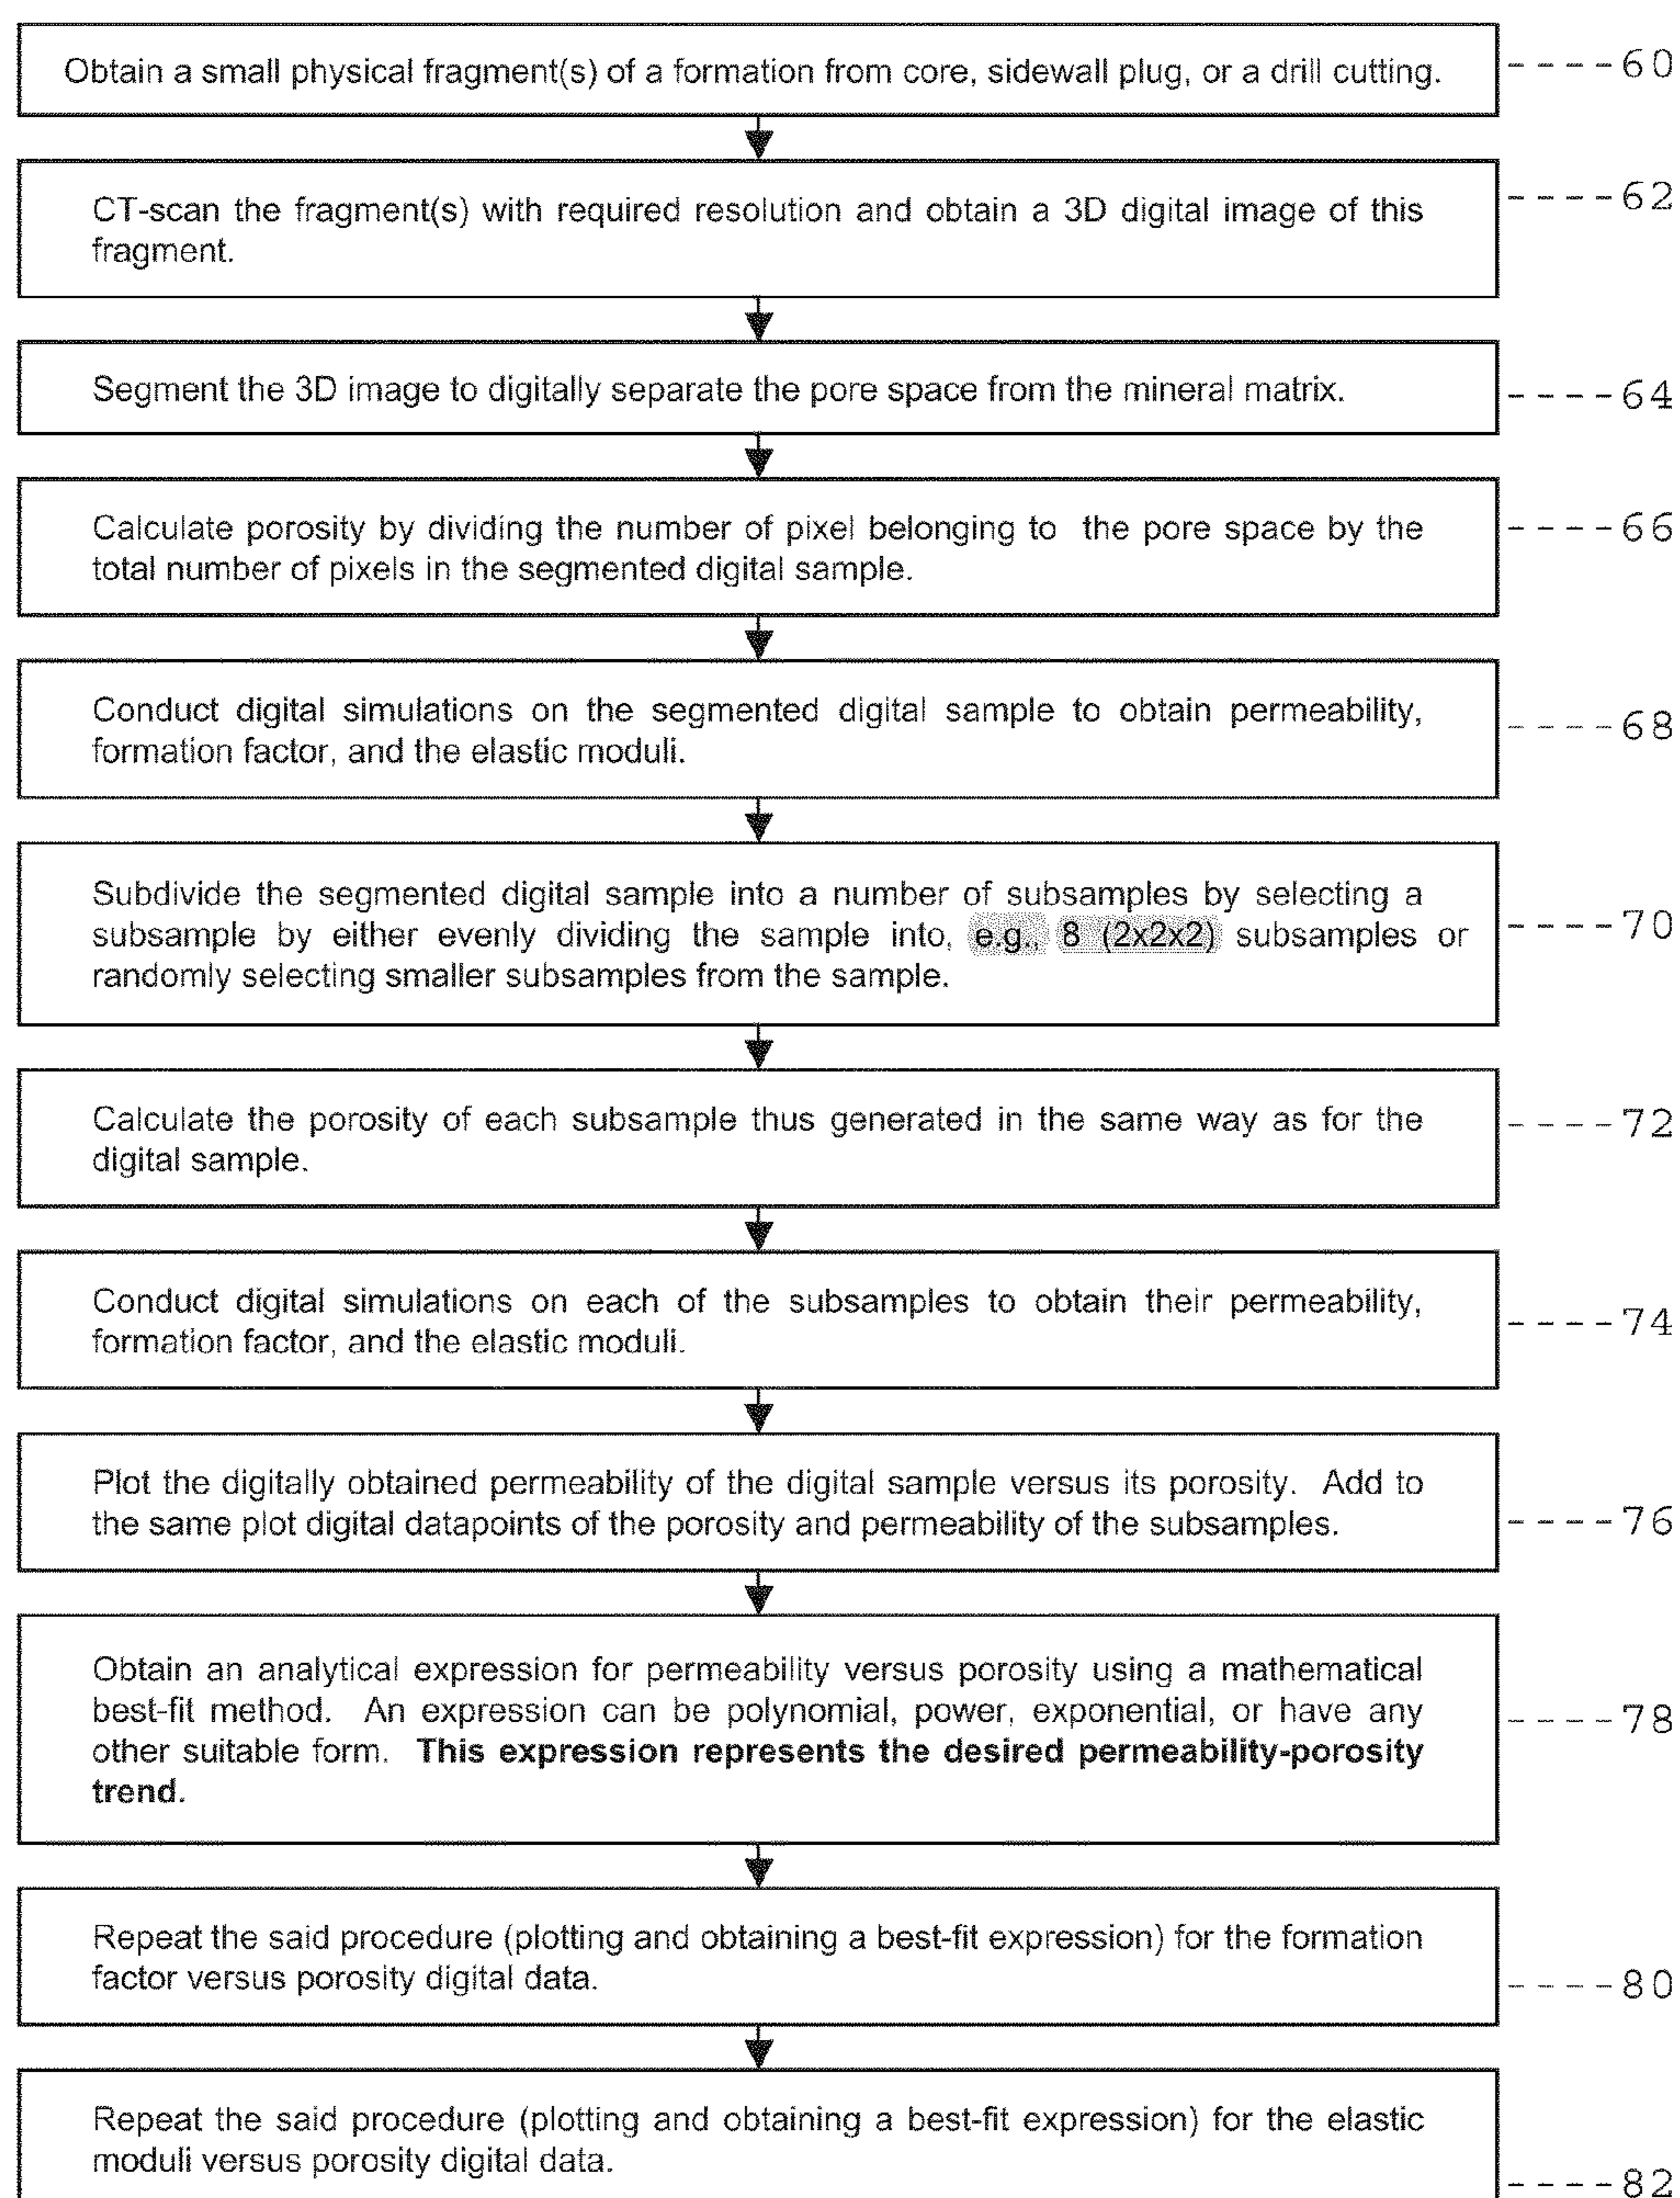 Obtain a small physical fragment(s) of a formation from core, sidewall plug, or a drill cutting.
----60
CT-scan the fragment(s) with required resolution and obtain a 3D digital image of this
fragment.
----62
Segment the 3D image to digitally separate the pore space from the mineral matrix.
----64
Calculate porosity by dividing the number of pixel belonging to the pore space by the
total number of pixels in the segmented digital sample.
----66
Conduct digital simulations on the segmented digital sample to obtain permeability,
formation factor, and the elastic moduli.
----68
Subdivide the segmented digital sample into a number of subsamples by selecting a
subsample by either evenly dividing the sample into, e.g., 8 (2x2x2) subsamples or
randomly selecting smaller subsamples from the sample.
----70
Calculate the porosity of each subsample thus generated in the same way as for the
digital sample.
----72
Conduct digital simulations on each of the subsamples to obtain their permeability,
formation factor, and the elastic moduli.
----74
Plot the digitally obtained permeability of the digital sample versus its porosity. Add to
the same plot digital datapoints of the porosity and permeability of the subsamples.
----76
Obtain an analytical expression for permeability versus porosity using a mathematical
best-fit method. An expression can be polynomial, power, exponential, or have any
other suitable form. This expression represents the desired permeability-porosity
trend.
----78
Repeat the said procedure (plotting and obtaining a best-fit expression) for the formation
factor versus porosity digital data.
----80
Repeat the said procedure (plotting and obtaining a best-fit expression) for the elastic
moduli versus porosity digital data.
----82